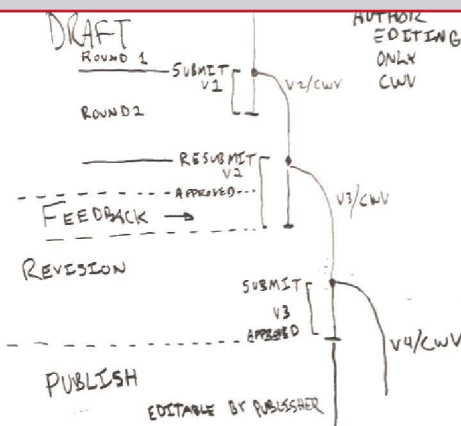 DRAFT
ROUND 1
AUTHOR
EDITING
ONLY
CWV
SUBMIT
V1
V2/CWV
ROUND 2
RESUBMIT
V2
APPROVED
V3/CWV
FEEDBACK →
REVISION
SUBMIT
V3
APPROVED
V4/CWV
PUBLISH
EDITABLE BY PUBLISHER